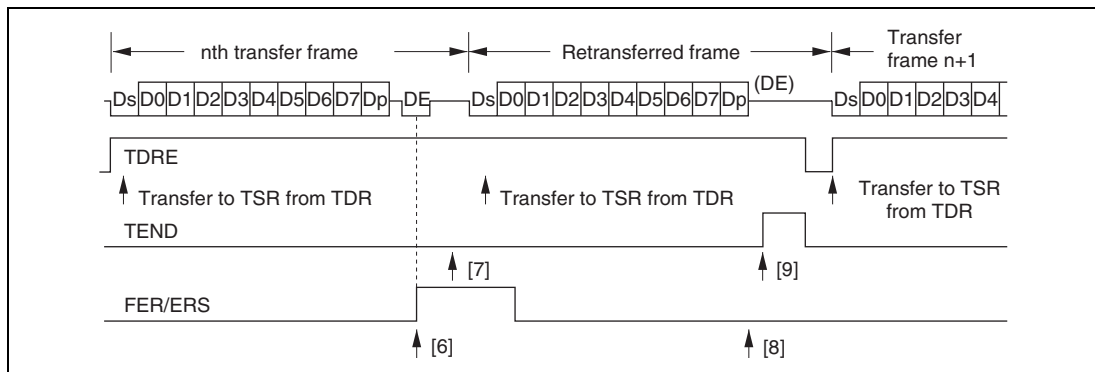 nth transfer frame
Retransferred frame
Transfer
frame n+1
Ds D0 D1 D2 D3 D4 D5 D6 D7 Dp DE
Ds D0 D1 D2 D3 D4 D5 D6 D7 Dp (DE)
Ds D0 D1 D2 D3 D4
TDRE
Transfer to TSR from TDR
Transfer to TSR from TDR
Transfer to TSR
from TDR
TEND
[7]
[9]
FER/ERS
[6]
[8]